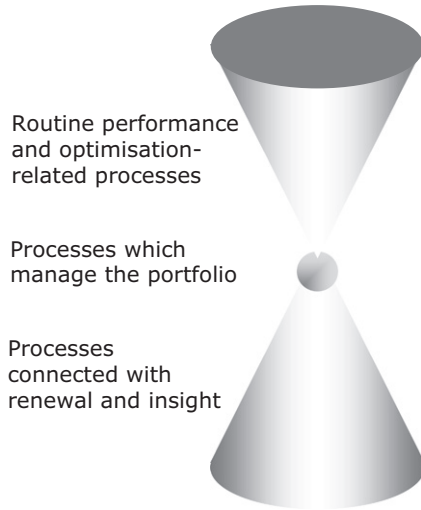 Routine performance
and optimisation-
related processes
Processes which
manage the portfolio
Processes
connected with
renewal and insight